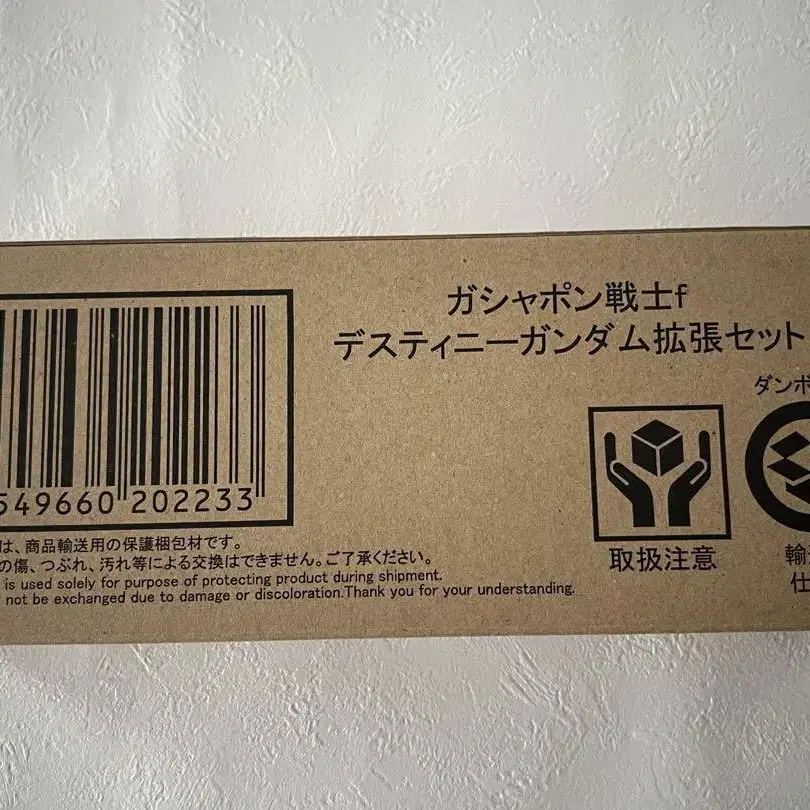 ガシャポン戦士f
デスティニーガンダム拡張セット
549660 202233
は、商品輸送用の保護梱包材です。
の傷、つぶれ、汚れ等による交換はできません。ご了承ください。
is used solely for purpose of protecting product during shipment.
not be exchanged due to damage or discoloration.Thank you for your understanding.
取扱注意
ダンボ
輸
仕